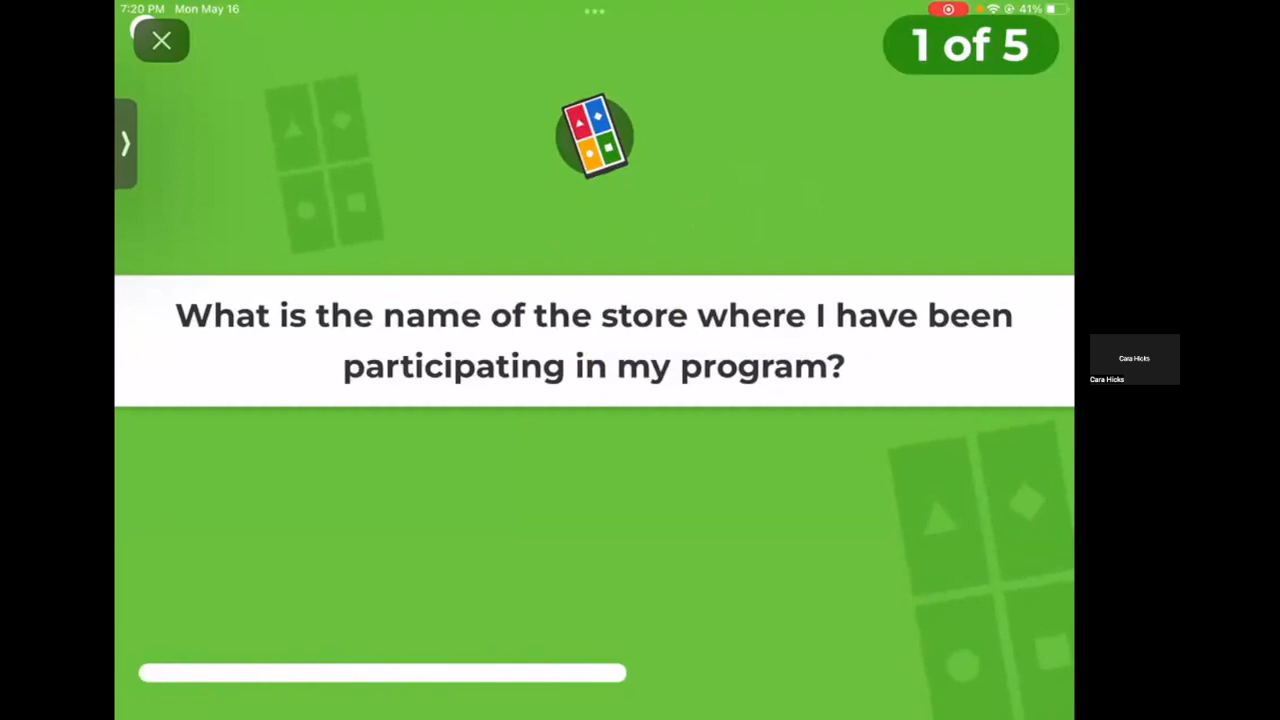 7:20 PM Mon May 16
41%
1 of 5
What is the name of the store where I have been
participating in my program?
Cara Hicks
Cara Hicks